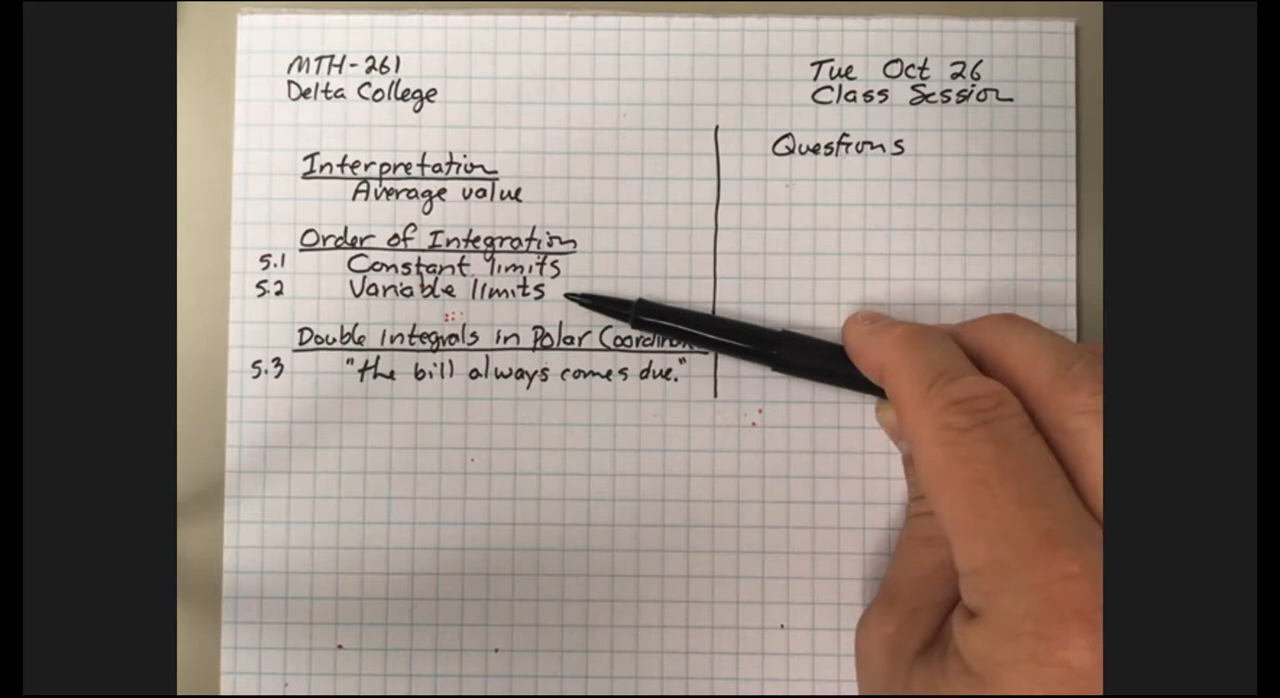 MTH-261
Delta College
Tue Oct 26
Class Session
Interpretation
Average value
Order of Integration
5.1 Constant limits
5.2 Variable limits
Double Integrals in Polar
5.3 "the bill always comes due."
Questions